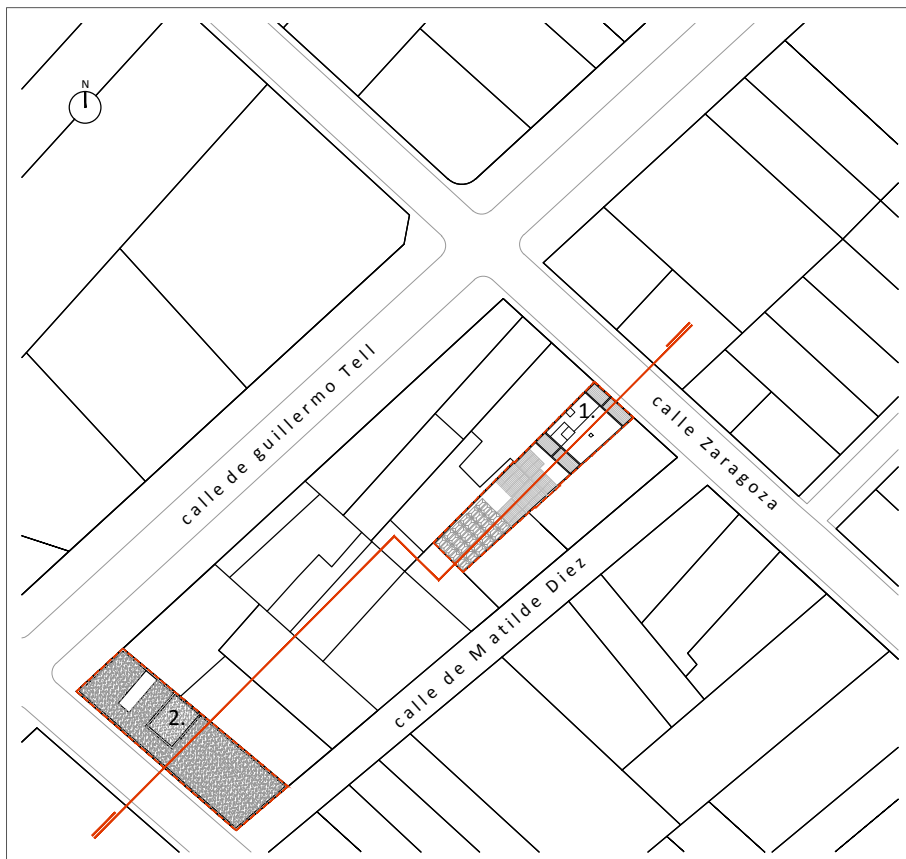 N
calle de guillermo Tell
1.
calle Zaragoza
calle de Matilde Diez
2.